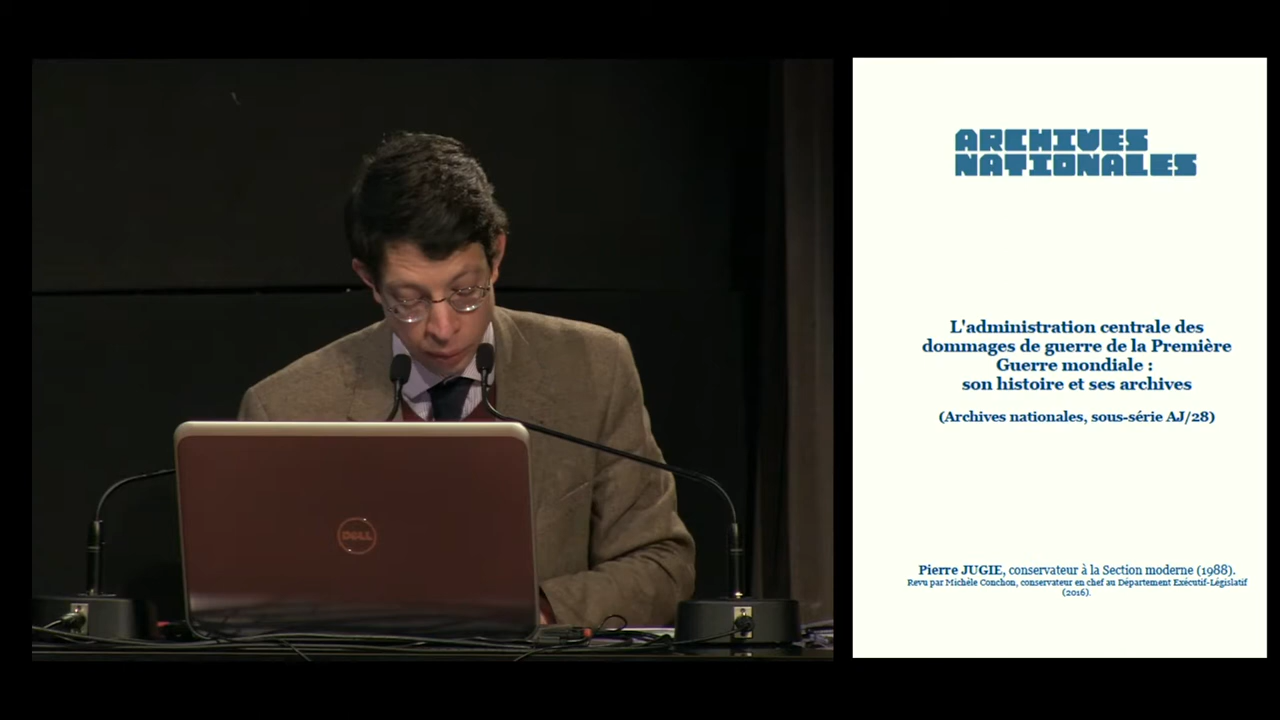 ARCHIVES
NATIONALES
L'administration centrale des
dommages de guerre de la Première
Guerre mondiale :
son histoire et ses archives
(Archives nationales, sous-série AJ/28)
Pierre JUGIE, conservateur à la Section moderne (1988).
Revu par Michèle Conchon, conservateur en chef au Département Exécutif-Législatif
(2016).
DELL